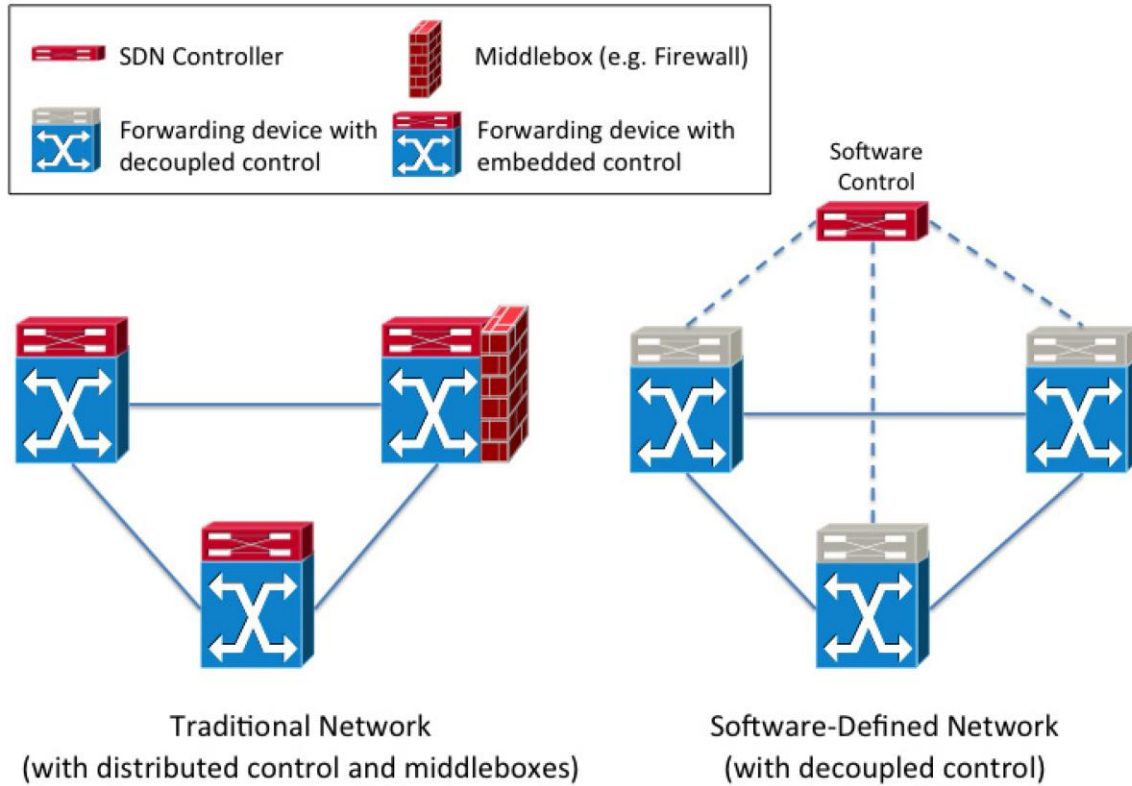 SDN Controller
Middlebox (e.g. Firewall)
Forwarding device with
decoupled control
Forwarding device with
embedded control
Software
Control
Traditional Network
(with distributed control and middleboxes)
Software-Defined Network
(with decoupled control)